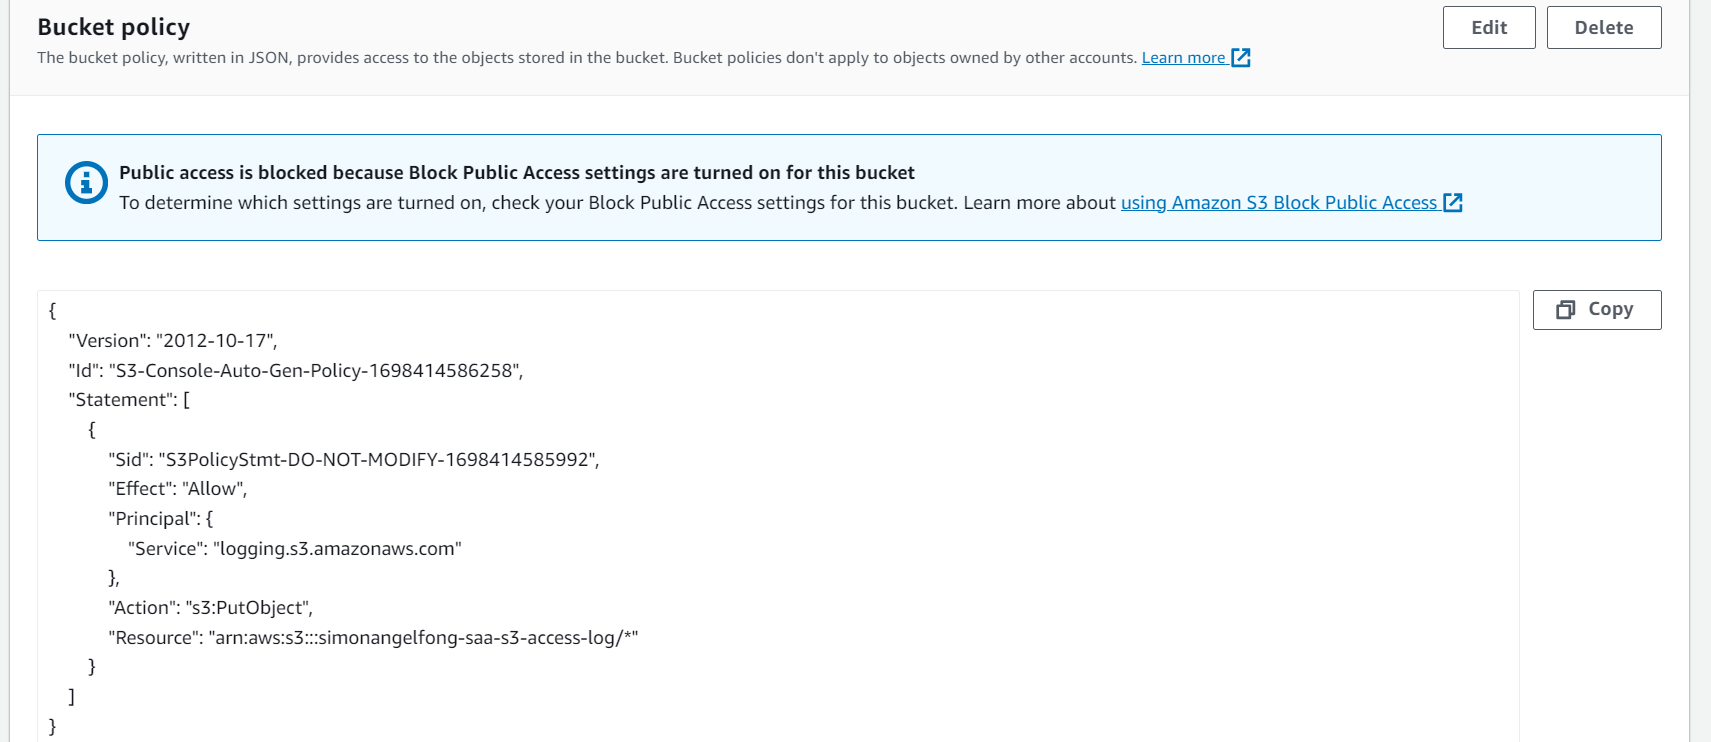 Bucket policy
Edit
Delete
The bucket policy, written in JSON, provides access to the objects stored in the bucket. Bucket policies don't apply to objects owned by other accounts. Learn more
Public access is blocked because Block Public Access settings are turned on for this bucket
To determine which settings are turned on, check your Block Public Access settings for this bucket. Learn more about using Amazon S3 Block Public Access
Copy
{
    "Version": "2012-10-17",
    "Id": "S3-Console-Auto-Gen-Policy-1698414586258",
    "Statement": [
        {
            "Sid": "S3PolicyStmt-DO-NOT-MODIFY-1698414585992",
            "Effect": "Allow",
            "Principal": {
                "Service": "logging.s3.amazonaws.com"
            },
            "Action": "s3:PutObject",
            "Resource": "arn:aws:s3:::simonangelfong-saa-s3-access-log/*"
        }
    ]
}